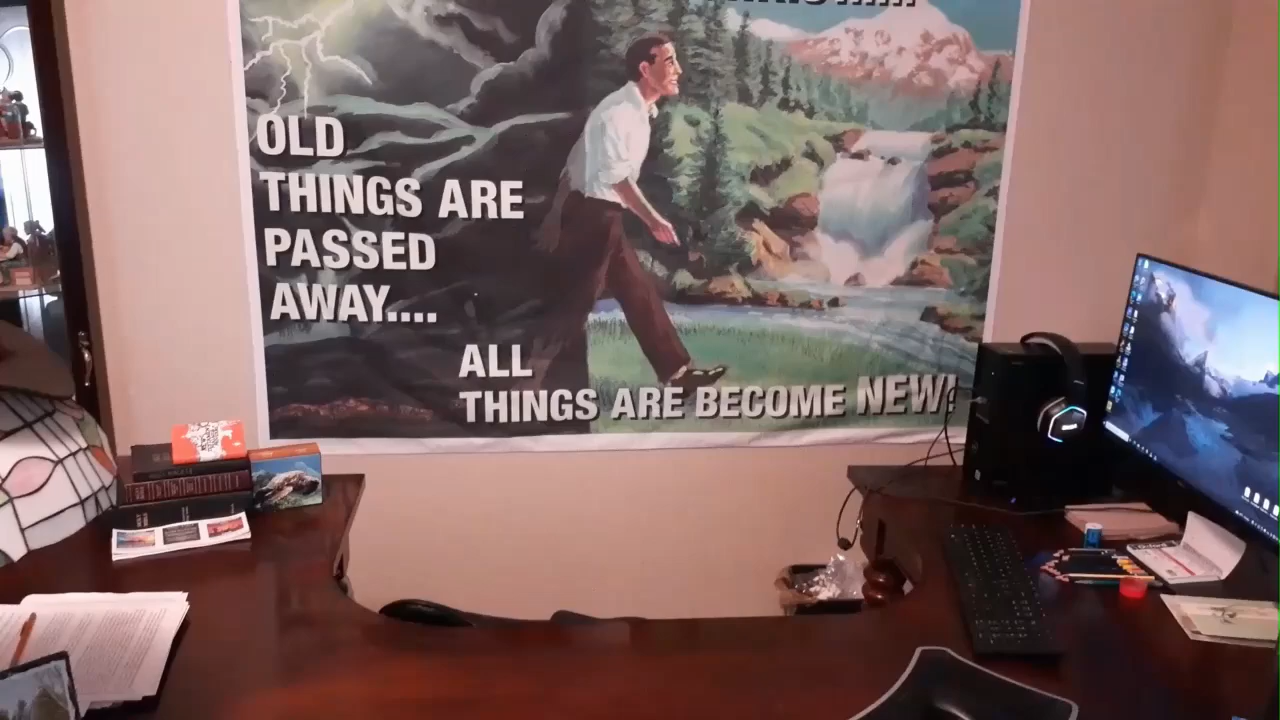 OLD
THINGS ARE
PASSED
AWAY....
ALL
THINGS ARE BECOME NEW!